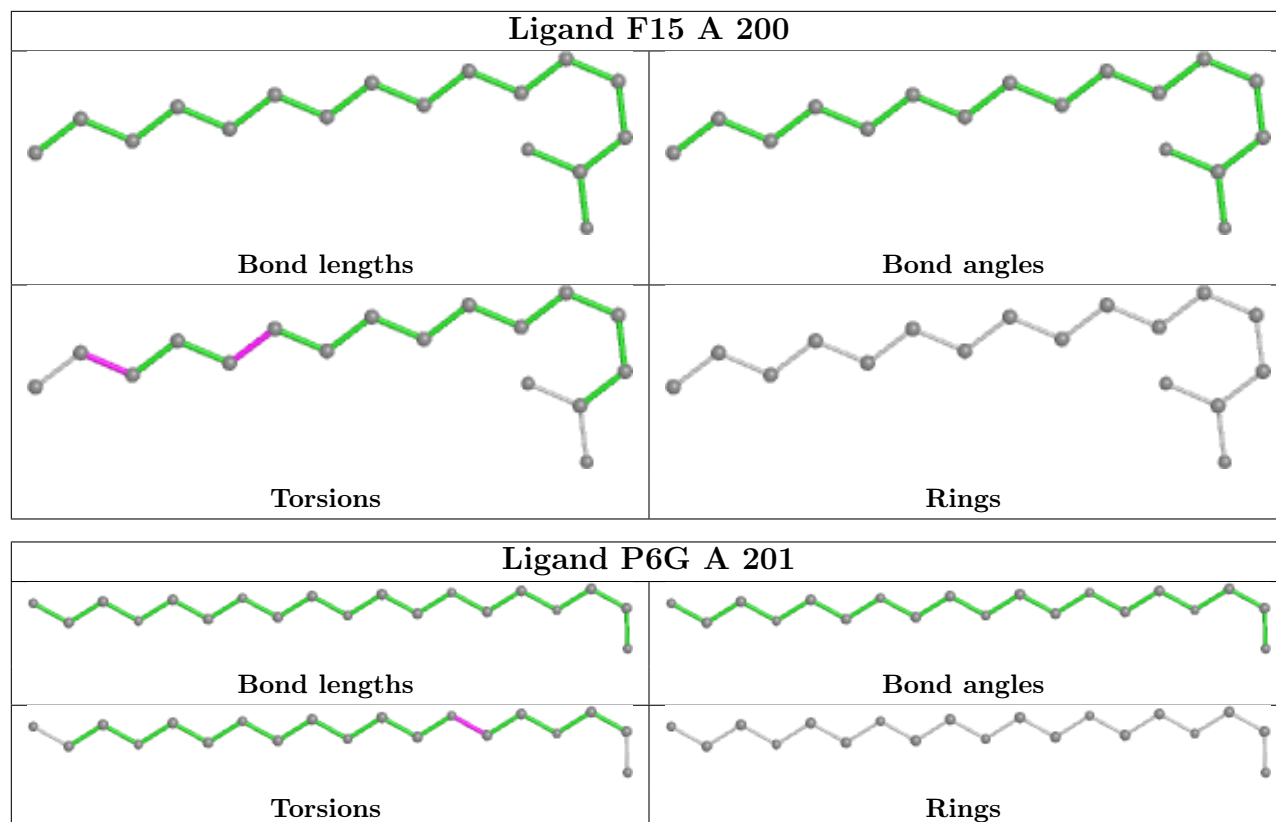 Ligand F15 A 200
Bond lengths
Bond angles
Torsions
Rings
Ligand P6G A 201
Bond lengths
Bond angles
Torsions
Rings